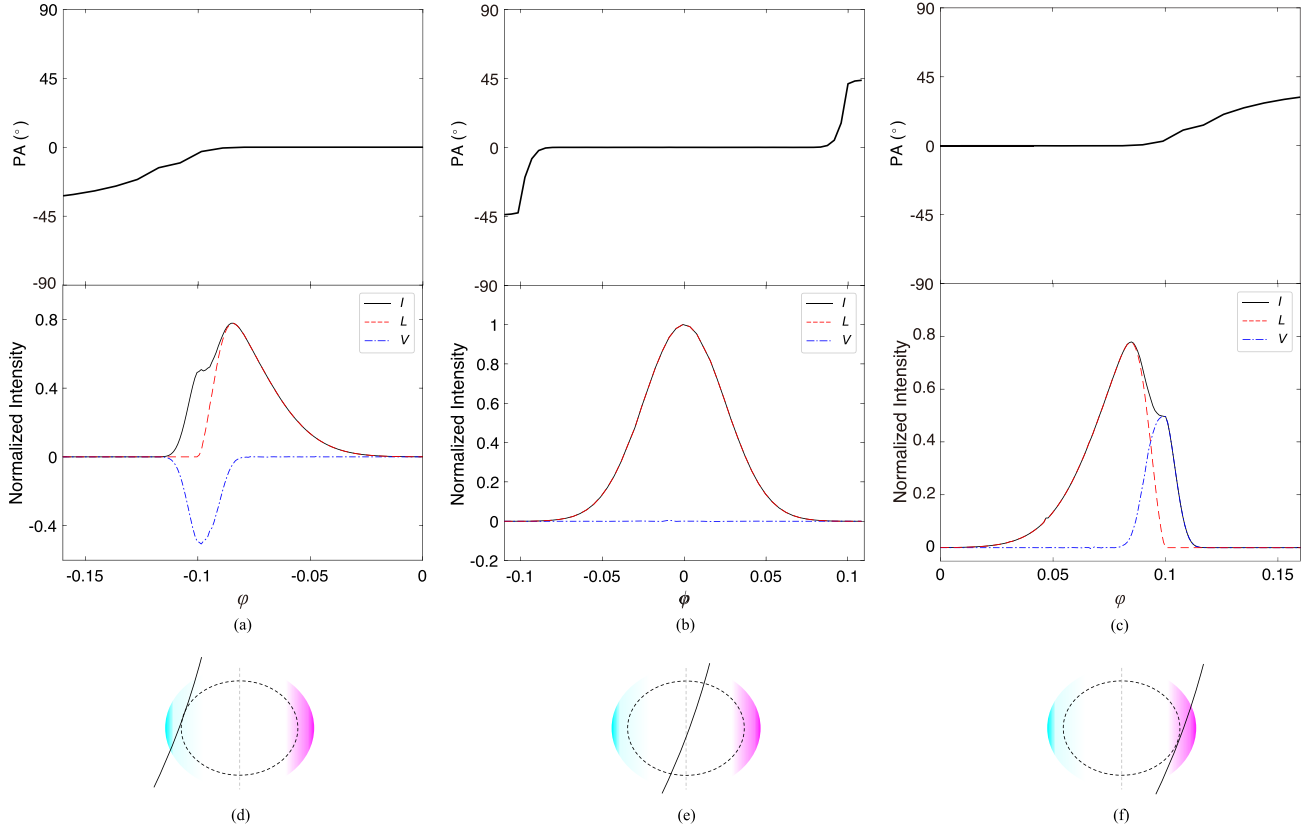 90
45
0
-45
-90
PA (°)
I
L
V
0.8
0.4
0
-0.4
Normalized Intensity
-0.15
-0.1
-0.05
0
φ
(a)
90
45
0
-45
-90
PA (°)
I
L
V
1
0.8
0.6
0.4
0.2
0
-0.2
Normalized Intensity
-0.1
-0.05
0
0.05
0.1
ϕ
(b)
90
45
0
-45
-90
PA (°)
I
L
V
0.8
0.6
0.4
0.2
0
Normalized Intensity
0
0.05
0.1
0.15
φ
(c)
(d)
(e)
(f)